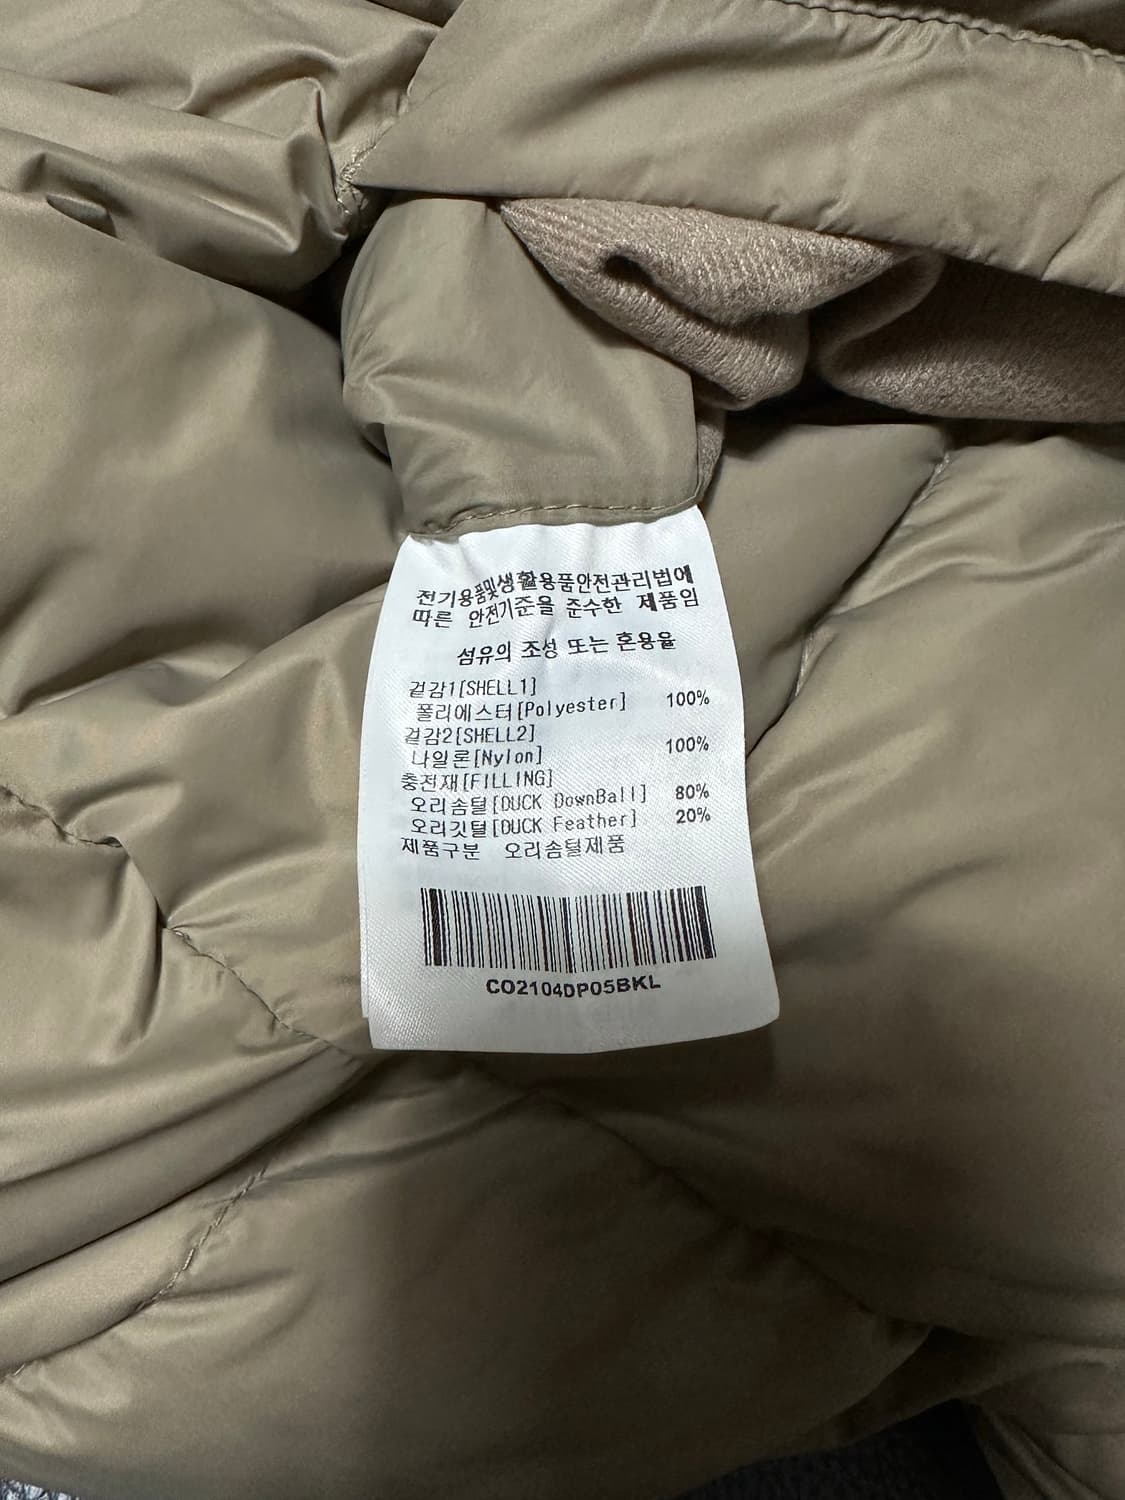 전기용품및생활용품안전관리법에
따른 안전기준을 준수한 제품임
섬유의 조성 또는 혼용율
겉감1[SHELL1]
폴리에스터[Polyester] 100%
겉감2[SHELL2]
나일론[Nylon] 100%
충전재[FILLING]
오리솜털[DUCK DownBall] 80%
오리깃털[DUCK Feather] 20%
제품구분 오리솜털제품
CO2104DP05BKL